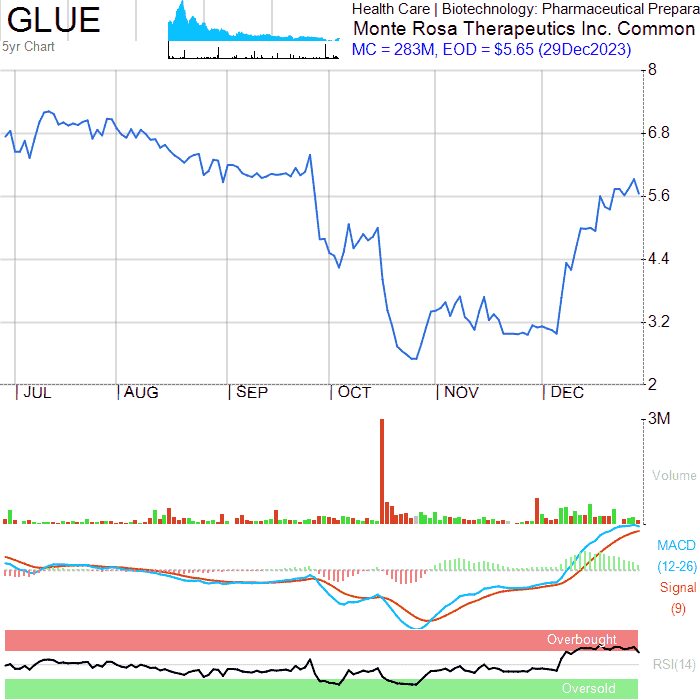 GLUE
5yr Chart
Health Care | Biotechnology: Pharmaceutical Prepara
Monte Rosa Therapeutics Inc. Common
MC = 283M, EOD = $5.65 (29Dec2023)
8
6.8
5.6
4.4
3.2
2
JUL AUG SEP OCT NOV DEC
3M
Volume
MACD
(12-26)
Signal
(9)
Overbought
RSI(14)
Oversold